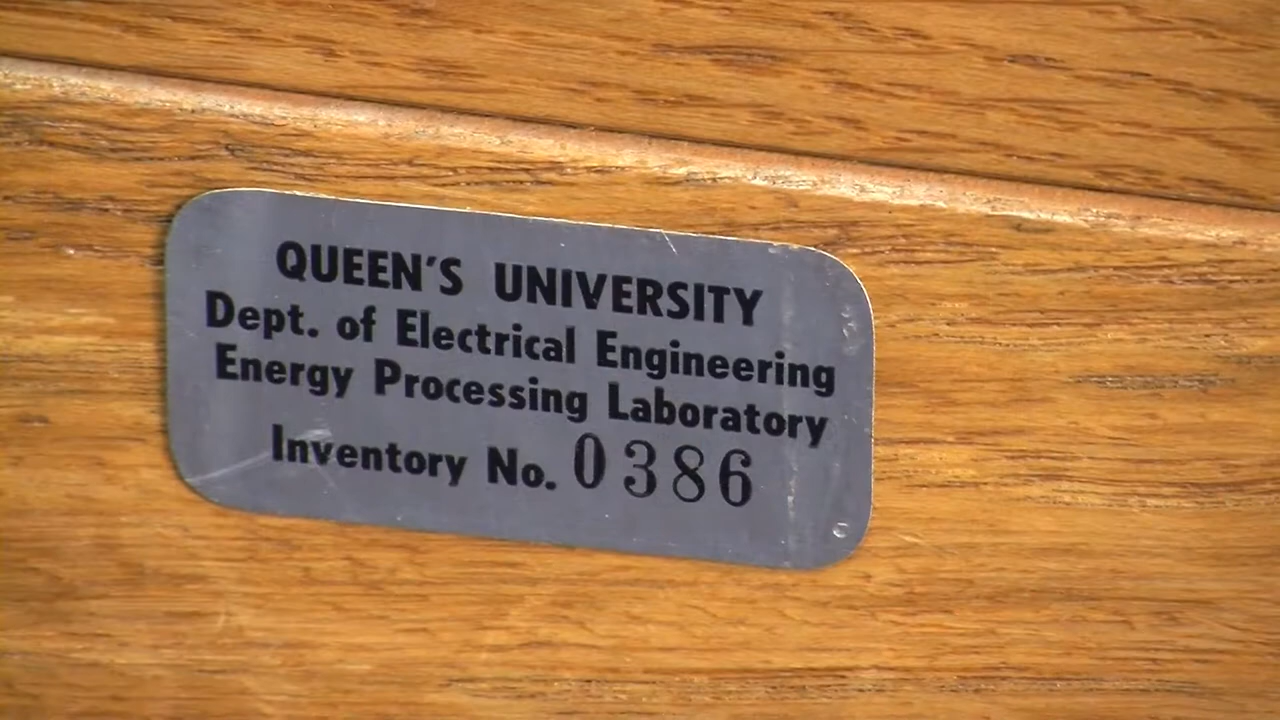 QUEEN'S UNIVERSITY
Dept. of Electrical Engineering
Energy Processing Laboratory
Inventory No. 0386